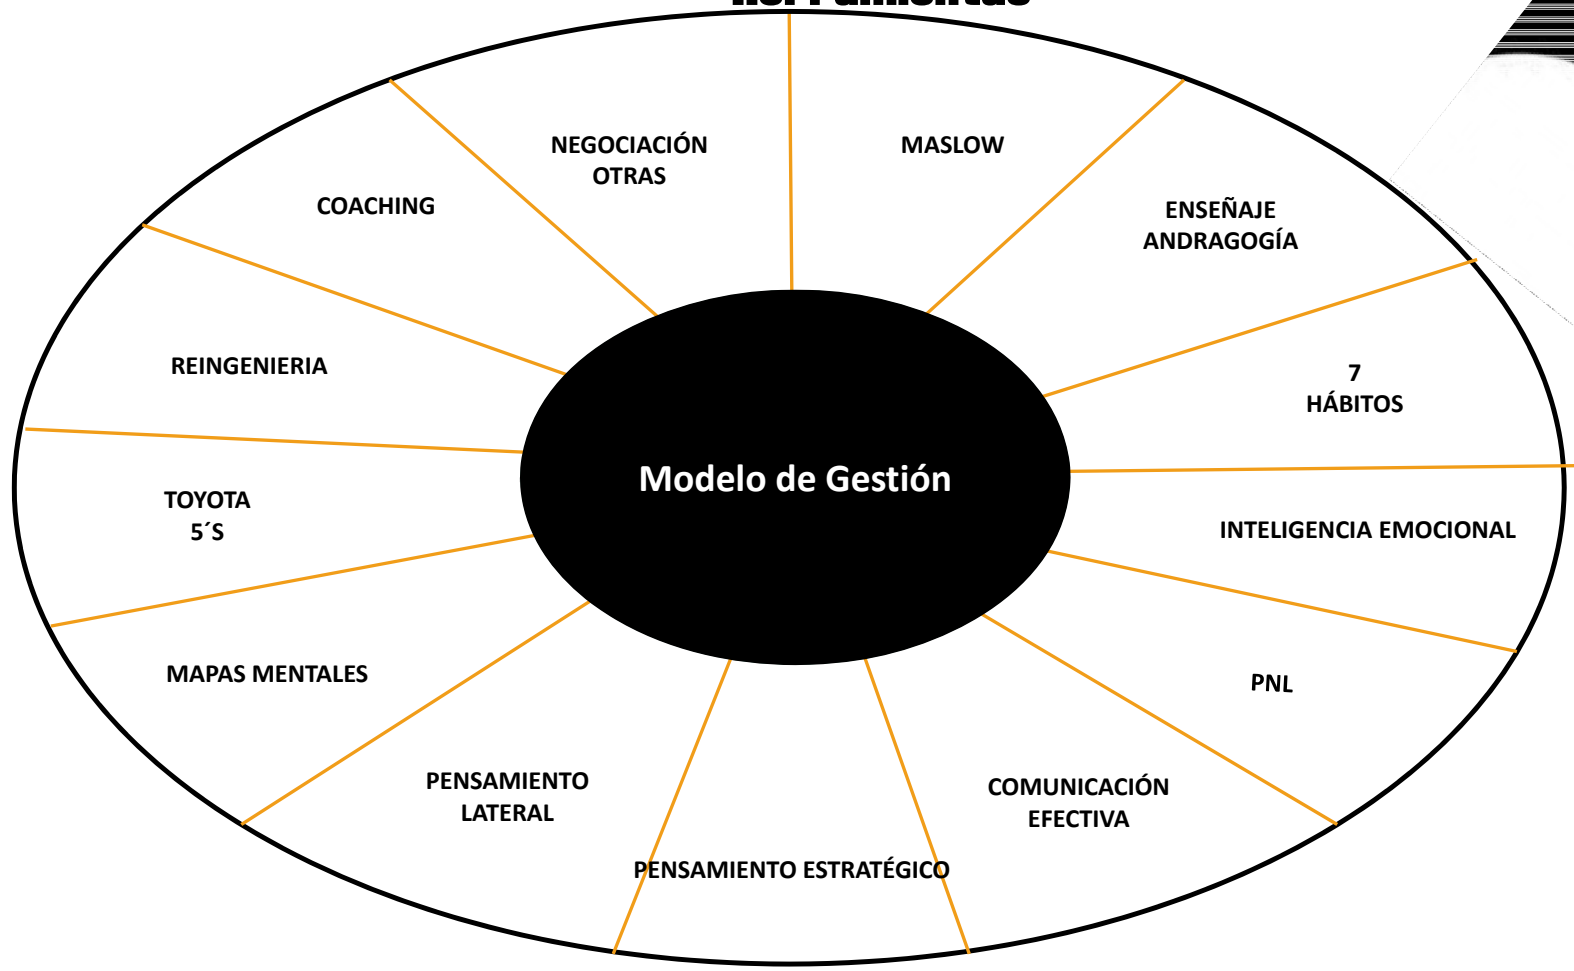 herramientas
NEGOCIACIÓN
OTRAS
MASLOW
COACHING
ENSEÑAJE
ANDRAGOGÍA
REINGENIERIA
7
HÁBITOS
Modelo de Gestión
TOYOTA
5´S
INTELIGENCIA EMOCIONAL
MAPAS MENTALES
PNL
PENSAMIENTO
LATERAL
COMUNICACIÓN
EFECTIVA
PENSAMIENTO ESTRATÉGICO